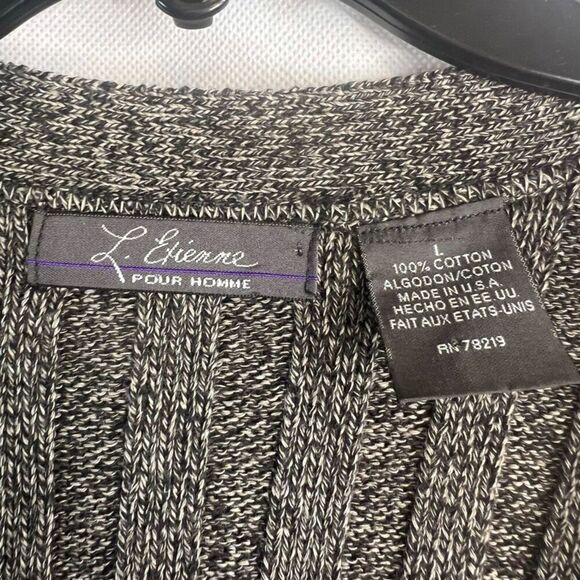 L. Etienne
POUR HOMME
L
100% COTTON
ALGODON/COTON
MADE IN U.S.A.
HECHO EN EE UU
FAIT AUX ETATS-UNIS
RN 78219